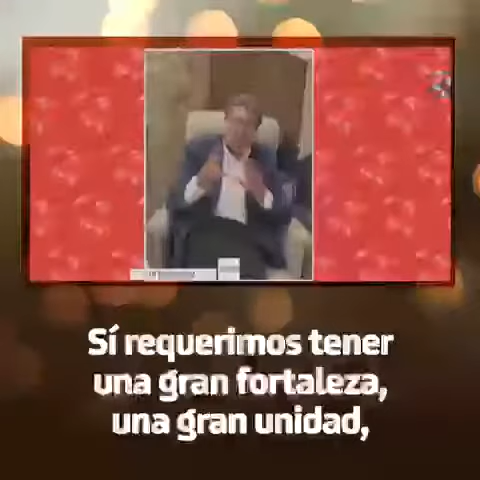 Sí requerimos tener
una gran fortaleza,
una gran unidad,